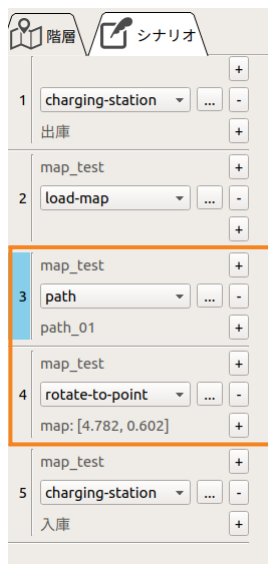 階層 シナリオ
+
1 charging-station ... -
出庫 +
map_test +
2 load-map ... -
+
map_test +
3 path ... -
path_01 +
map_test +
4 rotate-to-point ... -
map: [4.782, 0.602] +
map_test +
5 charging-station ... -
入庫 +